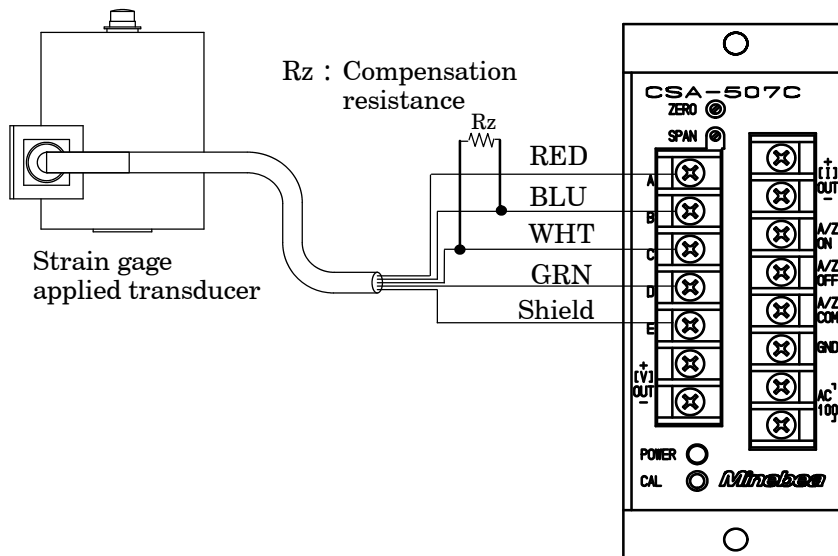 Rz : Compensation
resistance
Rz
RED
BLU
WHT
GRN
Shield
Strain gage
applied transducer
CSA-507C
ZERO
SPAN
A
B
C
D
E
+
[V]
OUT
-
+
[I]
OUT
-
A/Z
ON
A/Z
OFF
A/Z
COM
GND
AC
100
POWER
CAL
Minebea